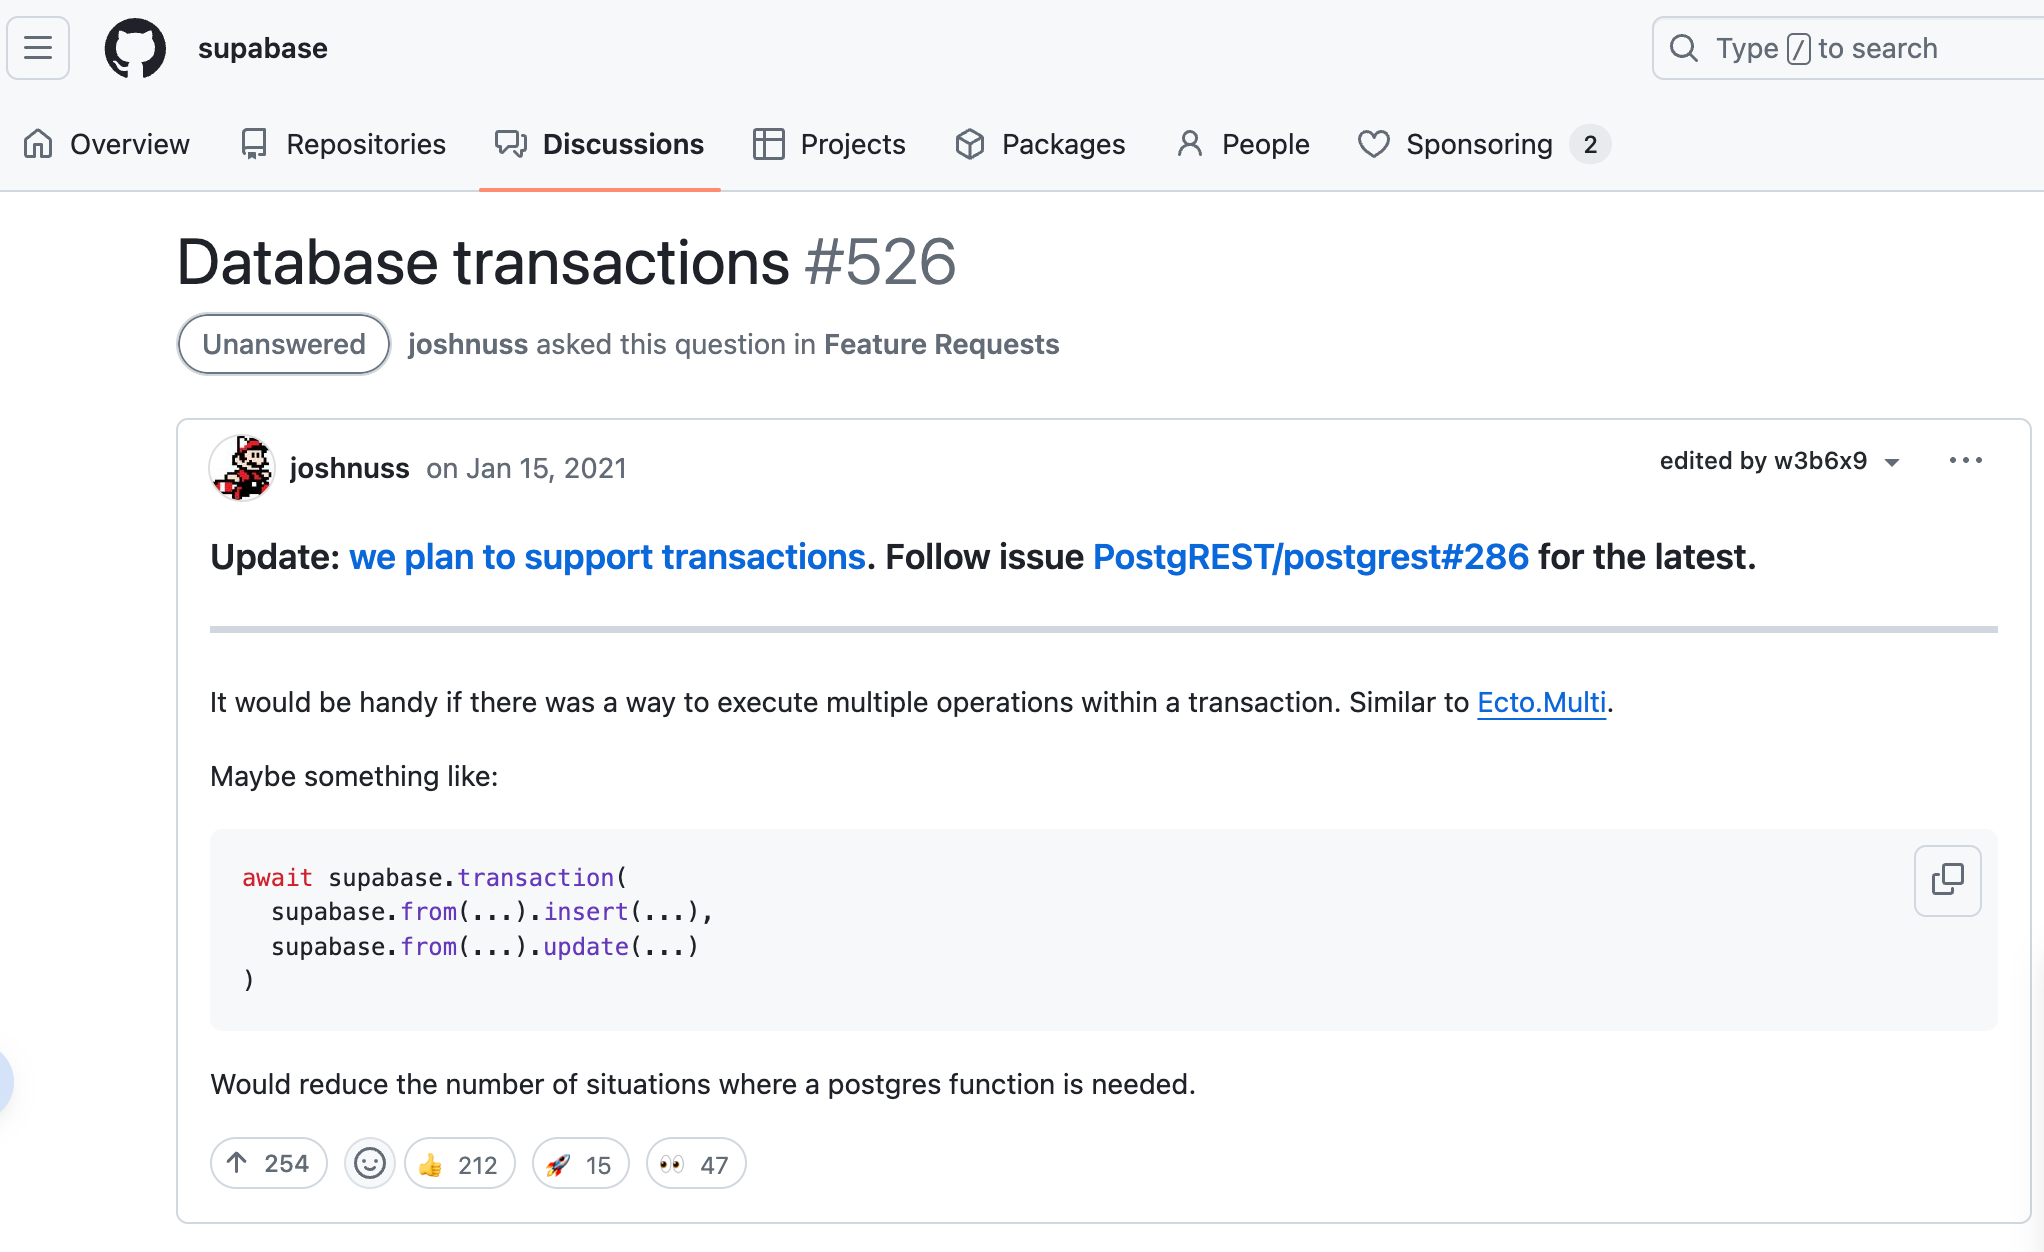 supabase
Type / to search
Overview
Repositories
Discussions
Projects
Packages
People
Sponsoring 2
Database transactions #526
Unanswered
joshnuss asked this question in Feature Requests
joshnuss on Jan 15, 2021
edited by w3b6x9
Update: we plan to support transactions. Follow issue PostgREST/postgrest#286 for the latest.
It would be handy if there was a way to execute multiple operations within a transaction. Similar to Ecto.Multi.
Maybe something like:
await supabase.transaction(
  supabase.from(...).insert(...),
  supabase.from(...).update(...)
)
Would reduce the number of situations where a postgres function is needed.
254
👍 212
🚀 15
👀 47